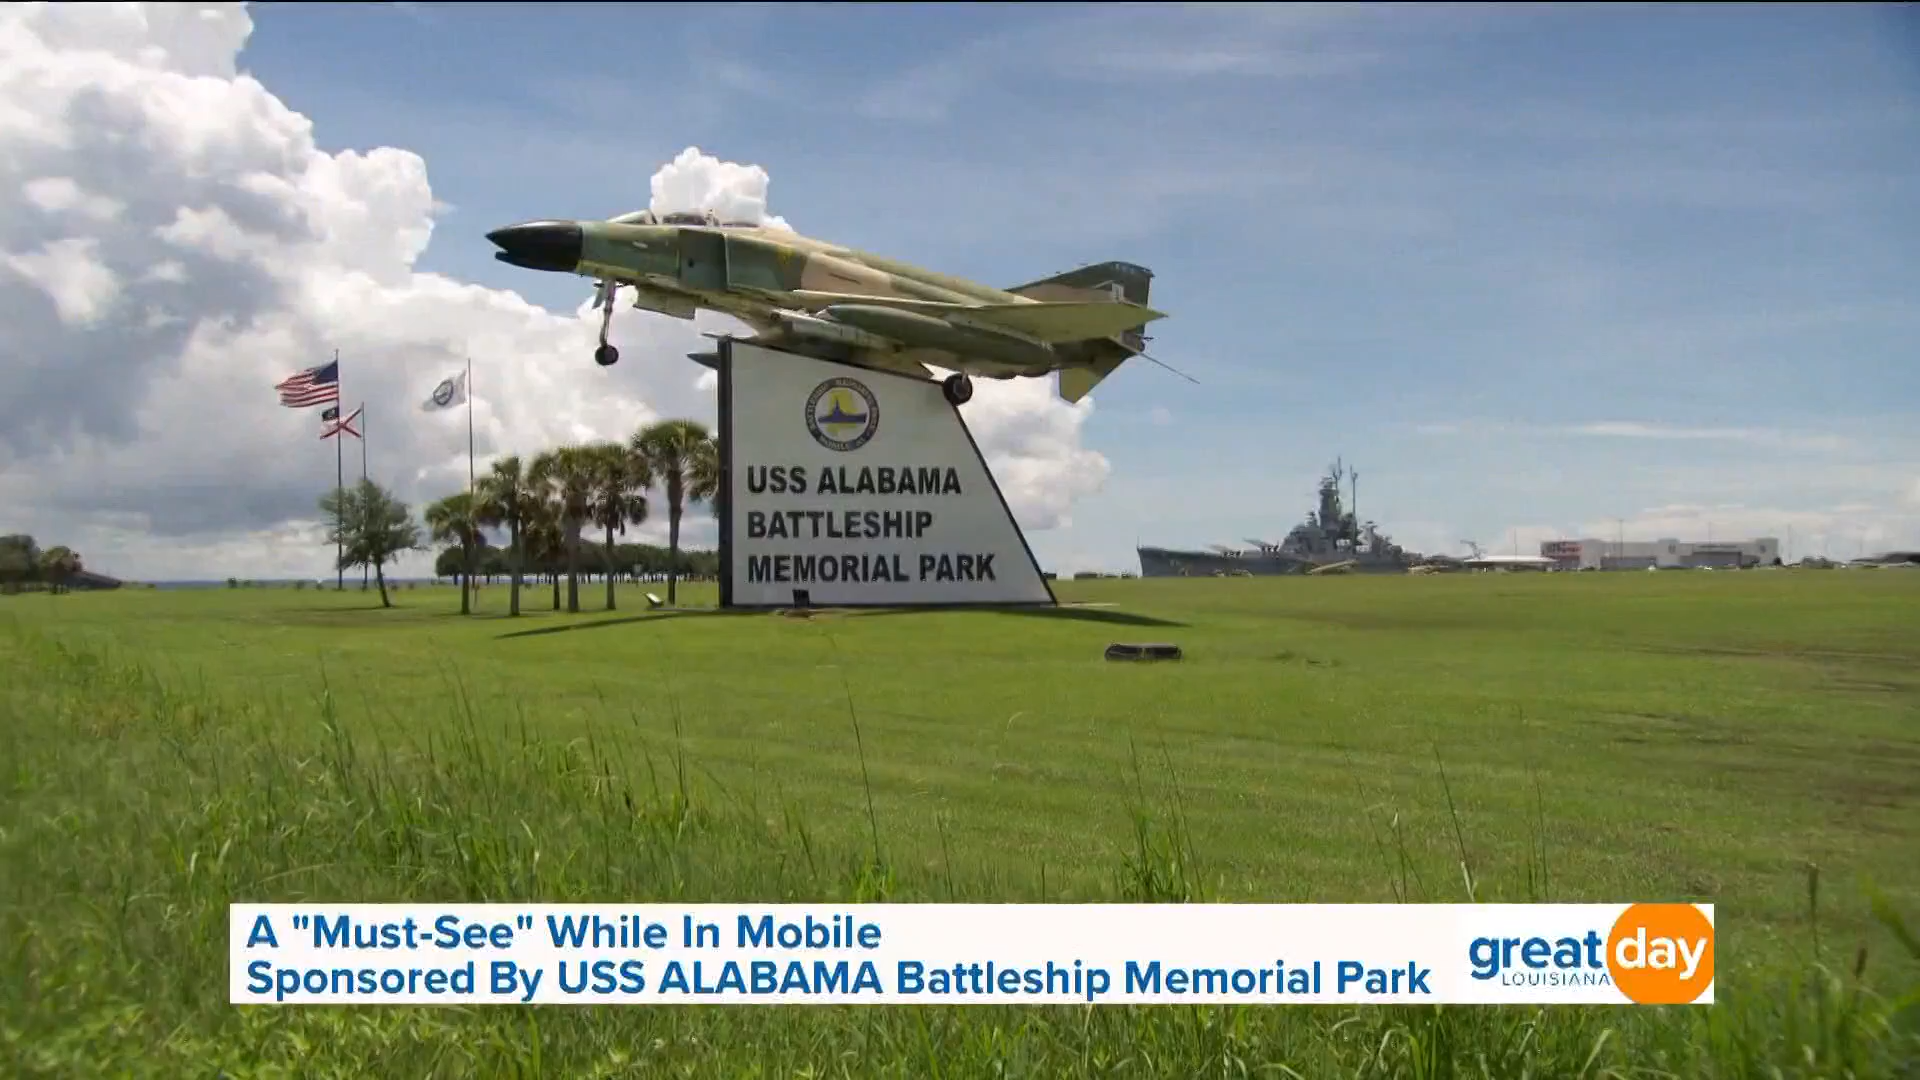 USS ALABAMA
BATTLESHIP
MEMORIAL PARK
A "Must-See" While In Mobile
Sponsored By USS ALABAMA Battleship Memorial Park
great day
LOUISIANA